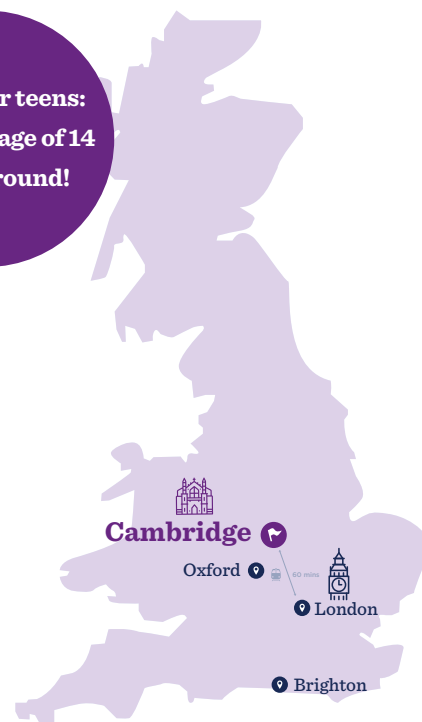 r teens:
age of 14
round!
Cambridge
Oxford
60 mins
London
Brighton